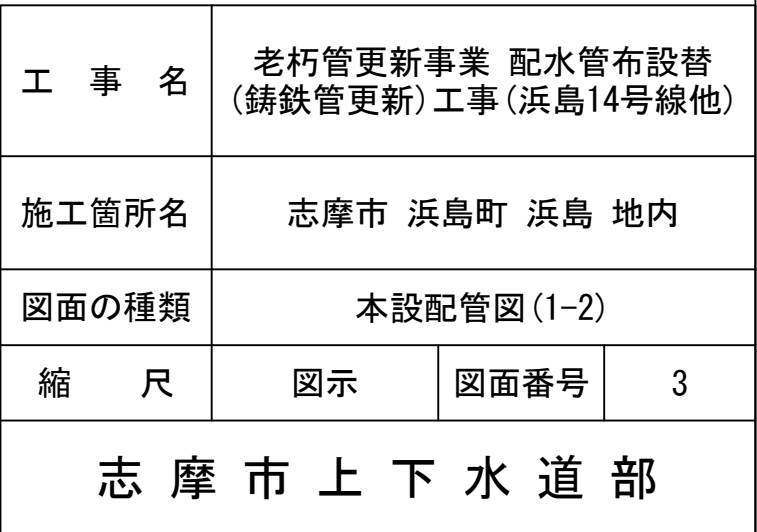 工 事 名
老朽管更新事業 配水管布設替
(鋳鉄管更新)工事(浜島14号線他)
施工箇所名
志摩市 浜島町 浜島 地内
図面の種類
本設配管図(1-2)
縮 尺
図示
図面番号
3
志摩市上下水道部